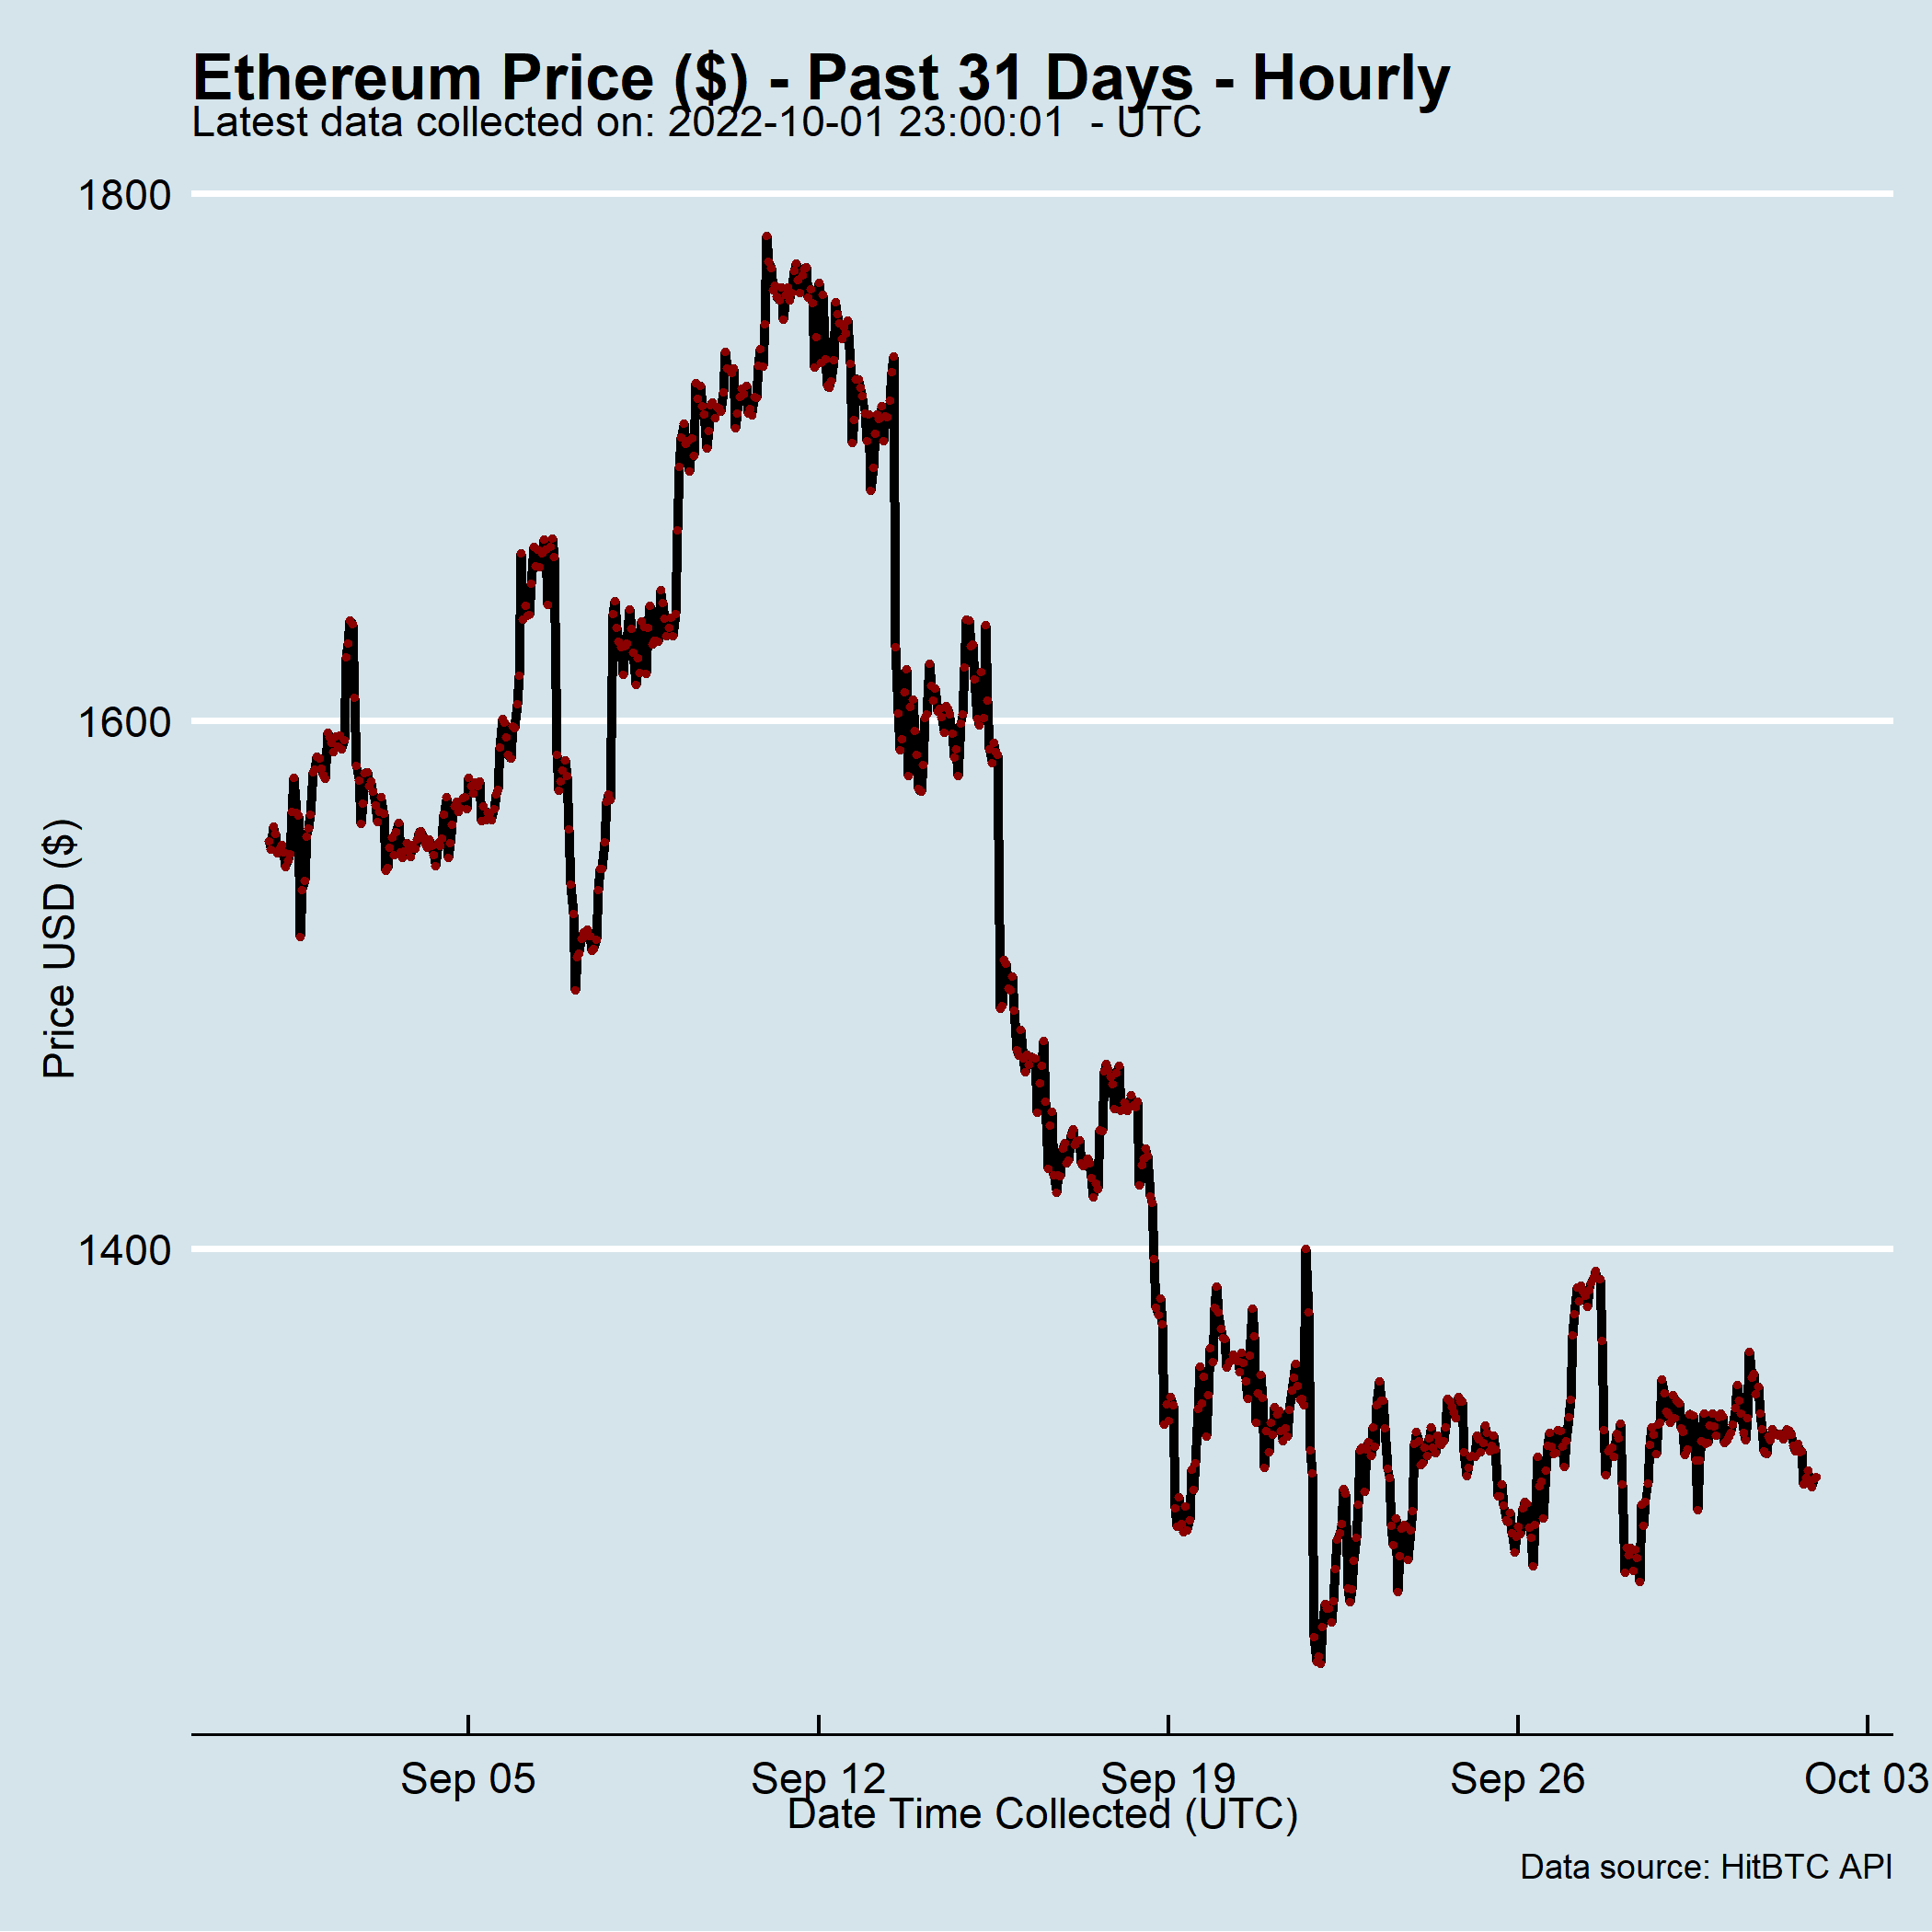 Ethereum Price ($) - Past 31 Days - Hourly
Latest data collected on: 2022-10-01 23:00:01  - UTC
1800
1600
1400
Price USD ($)
Sep 05
Sep 12
Sep 19
Sep 26
Oct 03
Date Time Collected (UTC)
Data source: HitBTC API